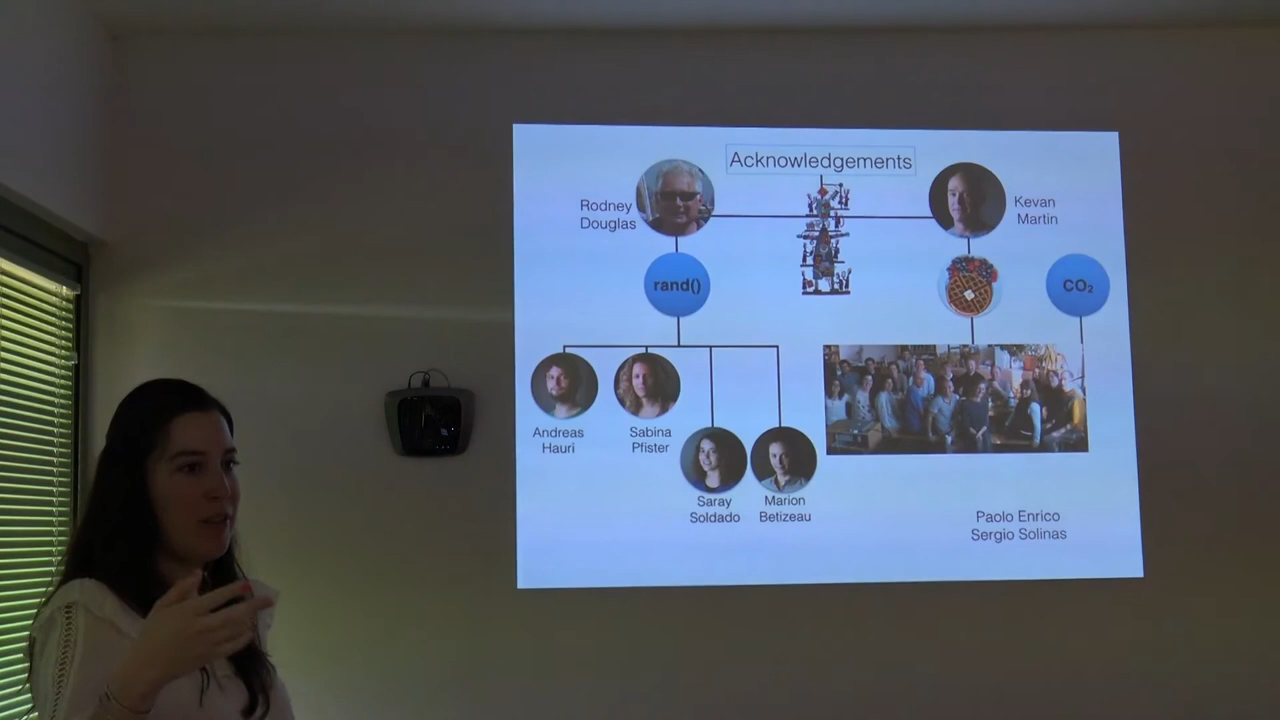 Acknowledgements
Rodney
Douglas
Kevan
Martin
rand()
CO₂
Andreas
Hauri
Sabina
Pfister
Saray
Soldado
Marion
Betizeau
Paolo Enrico
Sergio Solinas